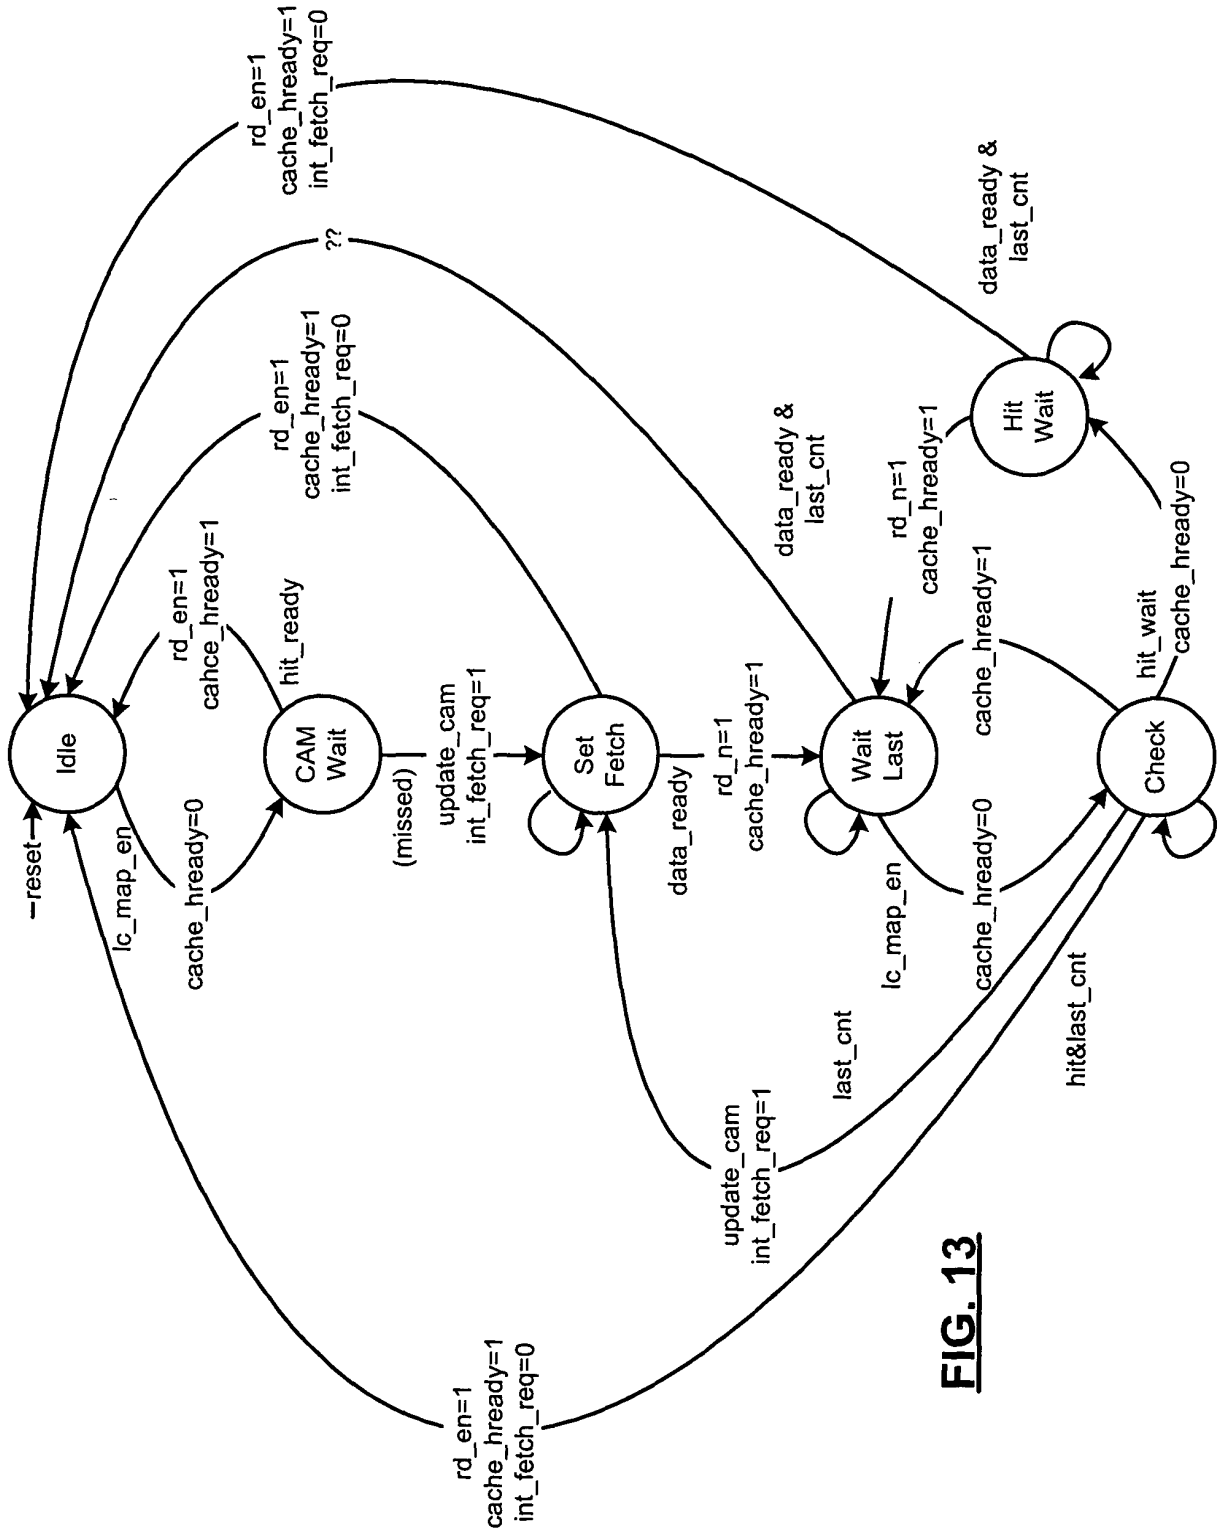 rd_en=1
cache_hready=1
int_fetch_req=0
??
rd_en=1
cache_hready=1
int_fetch_req=0
rd_en=1
cahce_hready=1
hit_ready
Idle
reset
lc_map_en
cache_hready=0
CAM
Wait
(missed)
update_cam
int_fetch_req=1
Set
Fetch
data_ready
rd_n=1
cache_hready=1
data_ready &
last_cnt
Wait
Last
lc_map_en
cache_hready=0
cache_hready=1
rd_n=1
cache_hready=1
Hit
Wait
data_ready &
last_cnt
hit_wait
cache_hready=0
Check
last_cnt
update_cam
int_fetch_req=1
hit&last_cnt
rd_en=1
cache_hready=1
int_fetch_req=0
FIG. 13